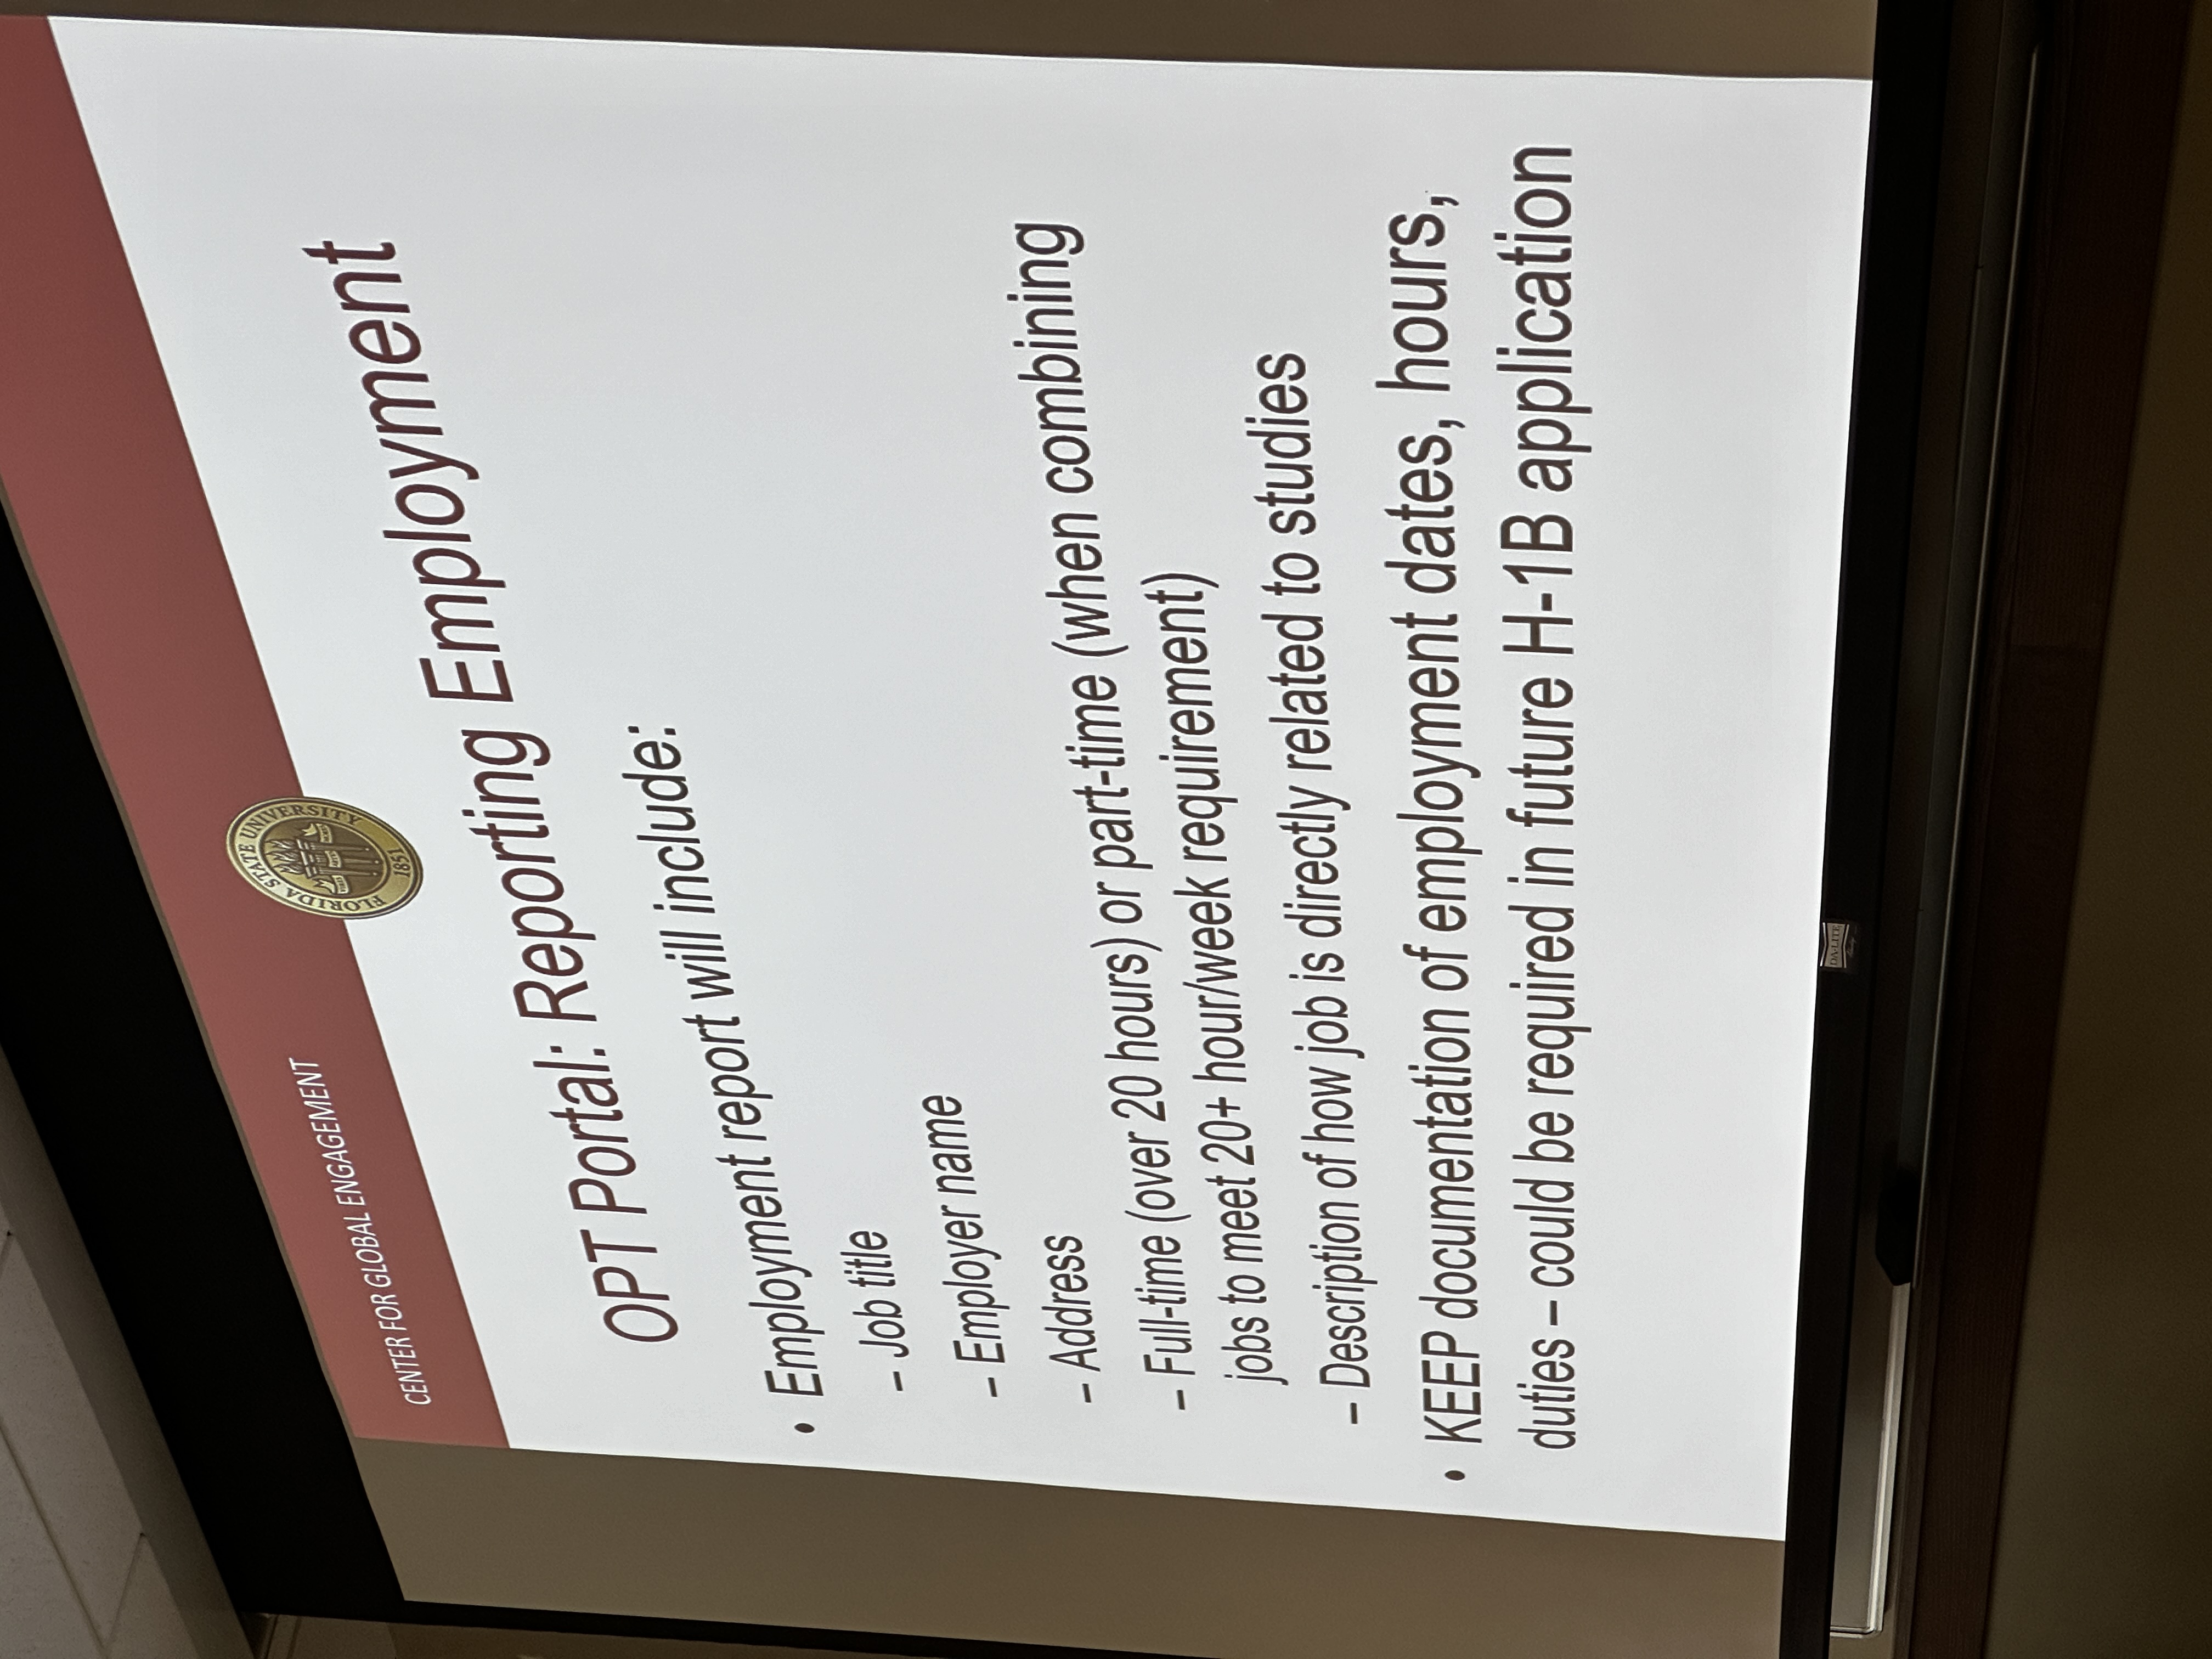 CENTER FOR GLOBAL ENGAGEMENT
FLORIDA STATE UNIVERSITY
VIRES ARTES MORES
1851
OPT Portal: Reporting Employment
• Employment report will include:
– Job title
– Employer name
– Address
– Full-time (over 20 hours) or part-time (when combining
jobs to meet 20+ hour/week requirement)
– Description of how job is directly related to studies
• KEEP documentation of employment dates, hours,
duties – could be required in future H-1B application
DA-LITE